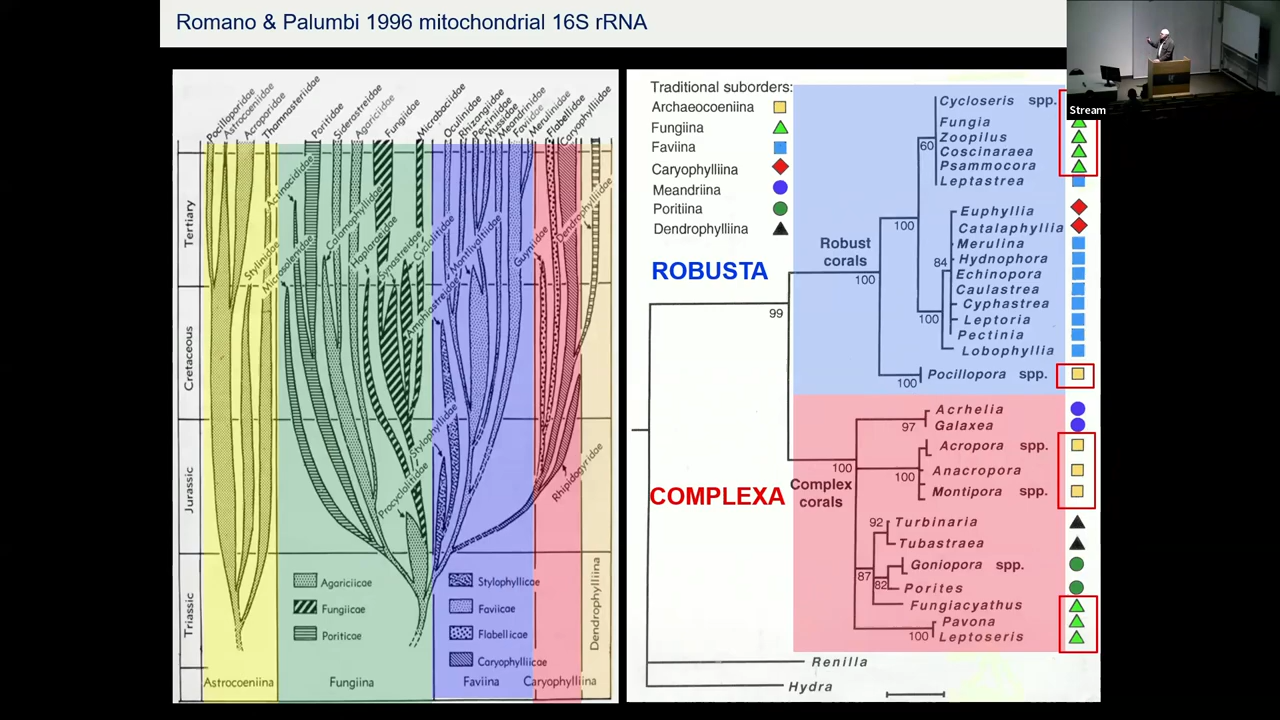 Romano & Palumbi 1996 mitochondrial 16S rRNA
Stream
Pocilloporidae
Astrocoeniidae
Acroporidae
Thamnasteriidae
Poritidae
Siderastreidae
Agariciidae
Fungiidae
Microbaciidae
Oculinidae
Rhizangiidae
Pectiniidae
Mussidae
Meandrinidae
Faviidae
Merulinidae
Flabellidae
Caryophylliidae
Actinacididae
Calamophylliidae
Dendrophylliidae
Stylinidae
Microsolenidae
Haplaraeidae
Synastreidae
Cyclolitidae
Montlivaltiidae
Guyniidae
Amphiastreidae
Stylophyllidae
Procyclolitidae
Rhipidogyridae
Tertiary
Cretaceous
Jurassic
Triassic
Agariciicae
Fungiicae
Poriticae
Stylophyllicae
Faviicae
Flabellicae
Caryophylliicae
Dendrophylliina
Astrocoeniina
Fungiina
Faviina
Caryophylliina
Traditional suborders:
Archaeocoeniina
Fungiina
Faviina
Caryophylliina
Meandriina
Poritiina
Dendrophylliina
ROBUSTA
COMPLEXA
Robust
corals
Complex
corals
99
100
100
60
84
100
100
100
97
100
92
87
82
100
Cycloseris spp.
Fungia
Zoopilus
Coscinaraea
Psammocora
Leptastrea
Euphyllia
Catalaphyllia
Merulina
Hydnophora
Echinopora
Caulastrea
Cyphastrea
Leptoria
Pectinia
Lobophyllia
Pocillopora spp.
Acrhelia
Galaxea
Acropora spp.
Anacropora
Montipora spp.
Turbinaria
Tubastraea
Goniopora spp.
Porites
Fungiacyathus
Pavona
Leptoseris
Renilla
Hydra